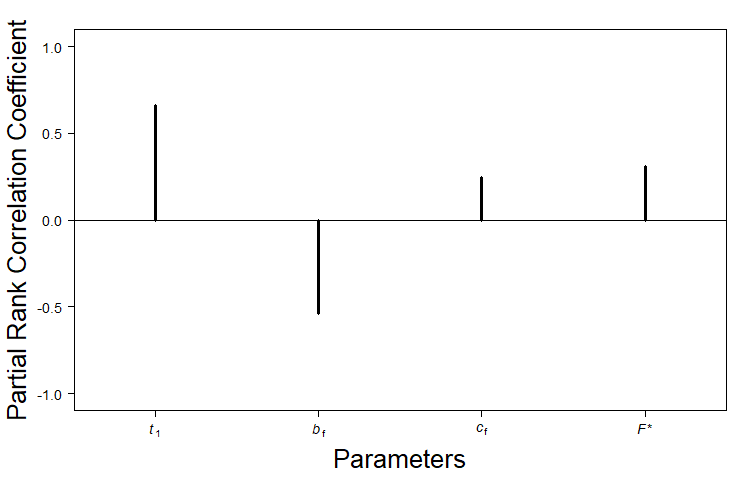 Partial Rank Correlation Coefficient
1.0
0.5
0.0
-0.5
-1.0
t1 bf cf F*
Parameters